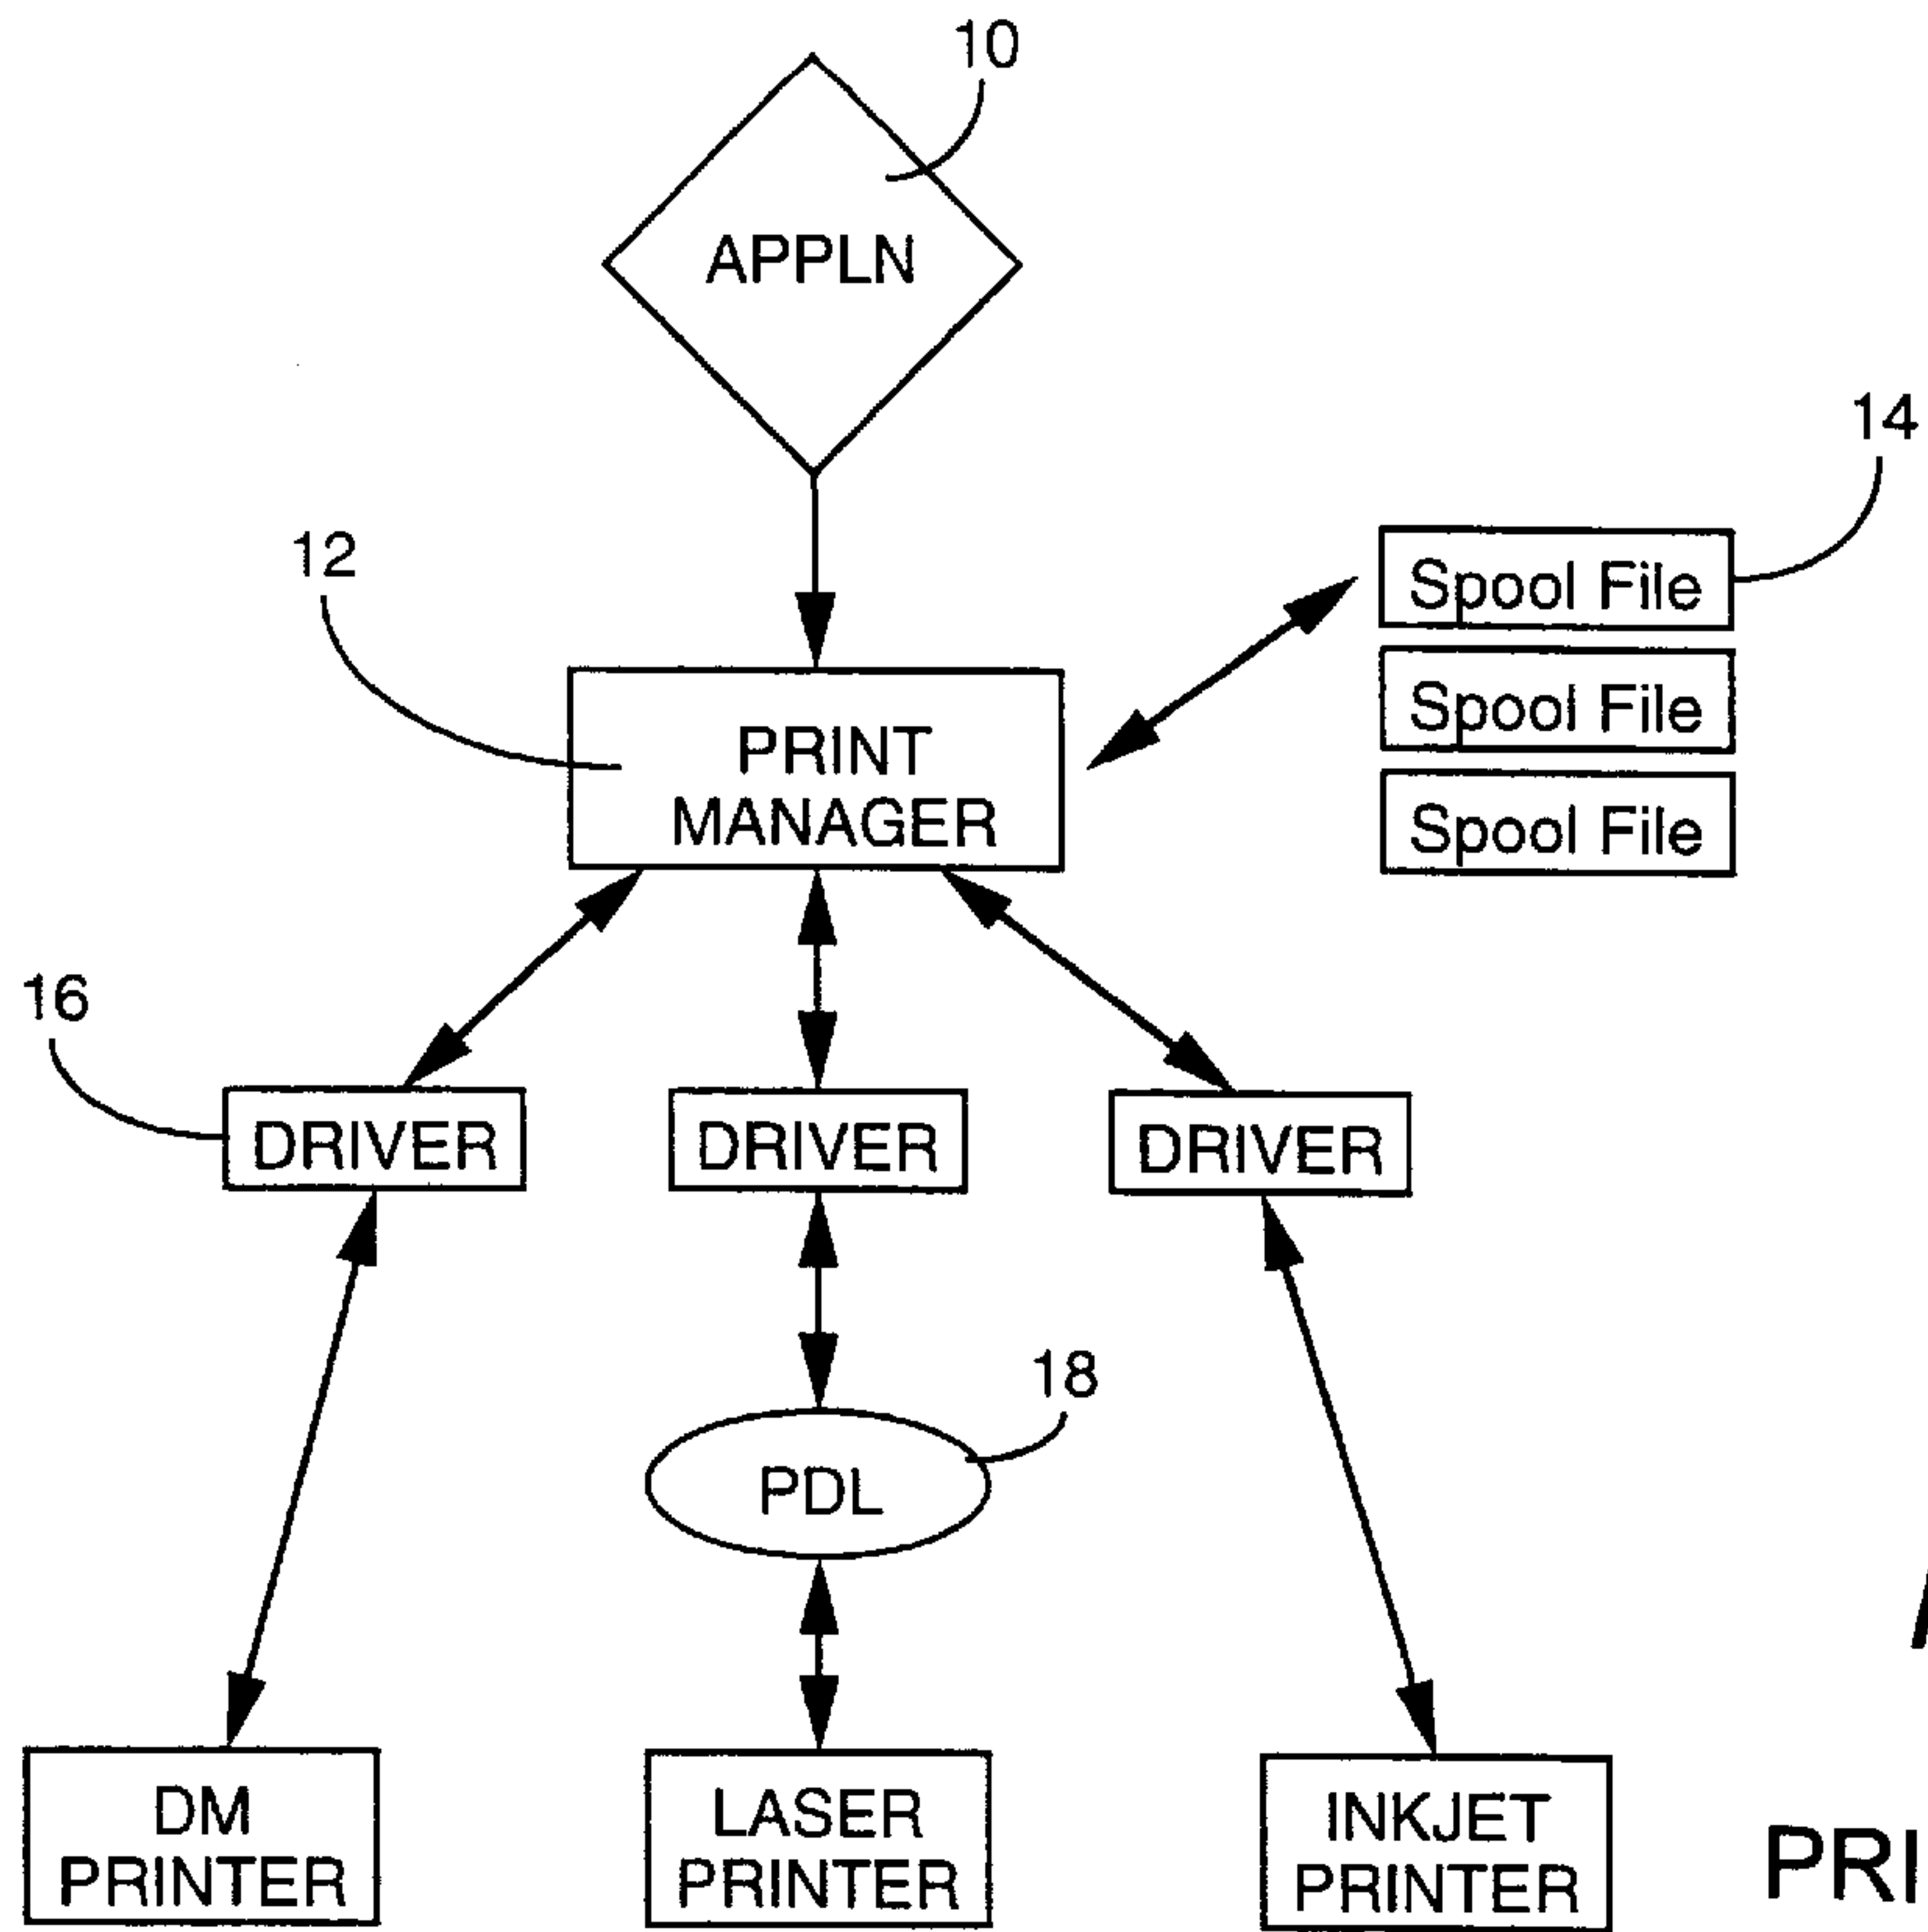 10
APPLN
14
12
Spool File
Spool File
Spool File
PRINT
MANAGER
16
DRIVER
DRIVER
DRIVER
18
PDL
DM
PRINTER
LASER
PRINTER
INKJET
PRINTER
PRI